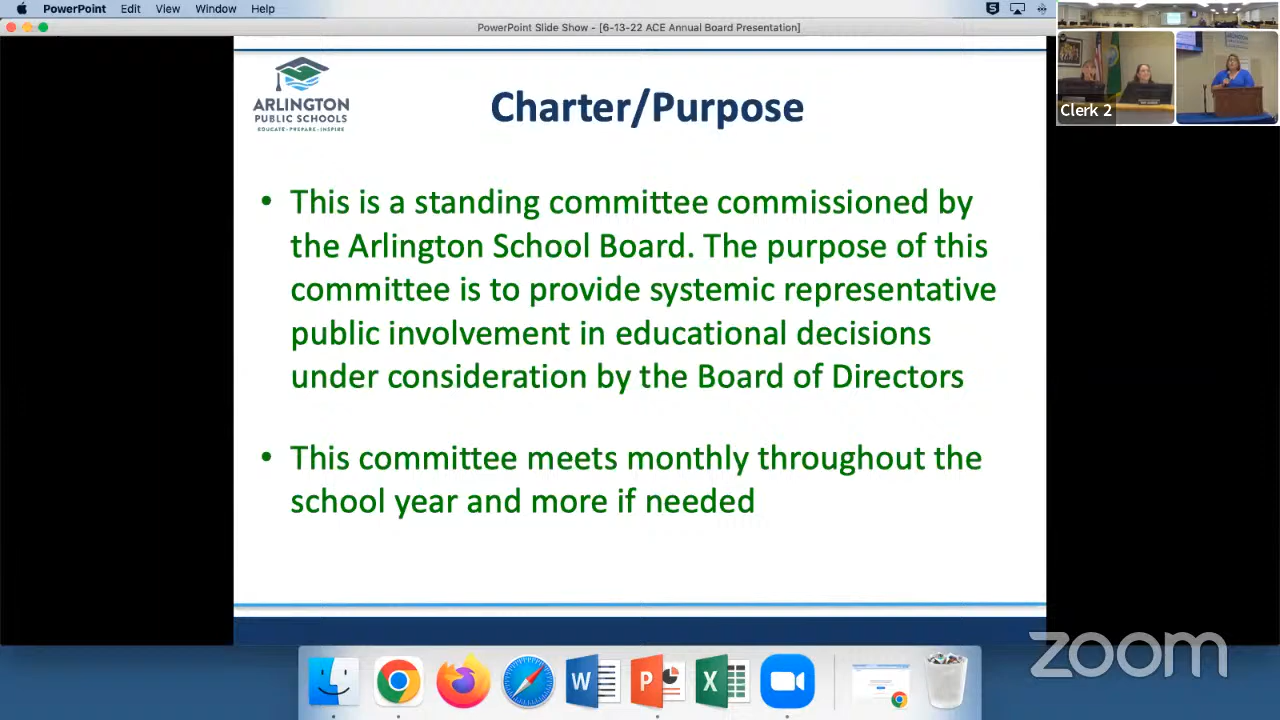 PowerPoint Edit View Window Help
PowerPoint Slide Show - [6-13-22 ACE Annual Board Presentation]
ARLINGTON
PUBLIC SCHOOLS
EDUCATE · PREPARE · INSPIRE
Charter/Purpose
Clerk 2
• This is a standing committee commissioned by
the Arlington School Board. The purpose of this
committee is to provide systemic representative
public involvement in educational decisions
under consideration by the Board of Directors
• This committee meets monthly throughout the
school year and more if needed
zoom
W
P
X